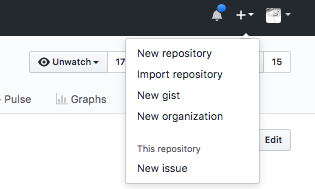 Unwatch 17 15
New repository
Import repository
New gist
New organization
This repository
New issue
Pulse Graphs
Edit